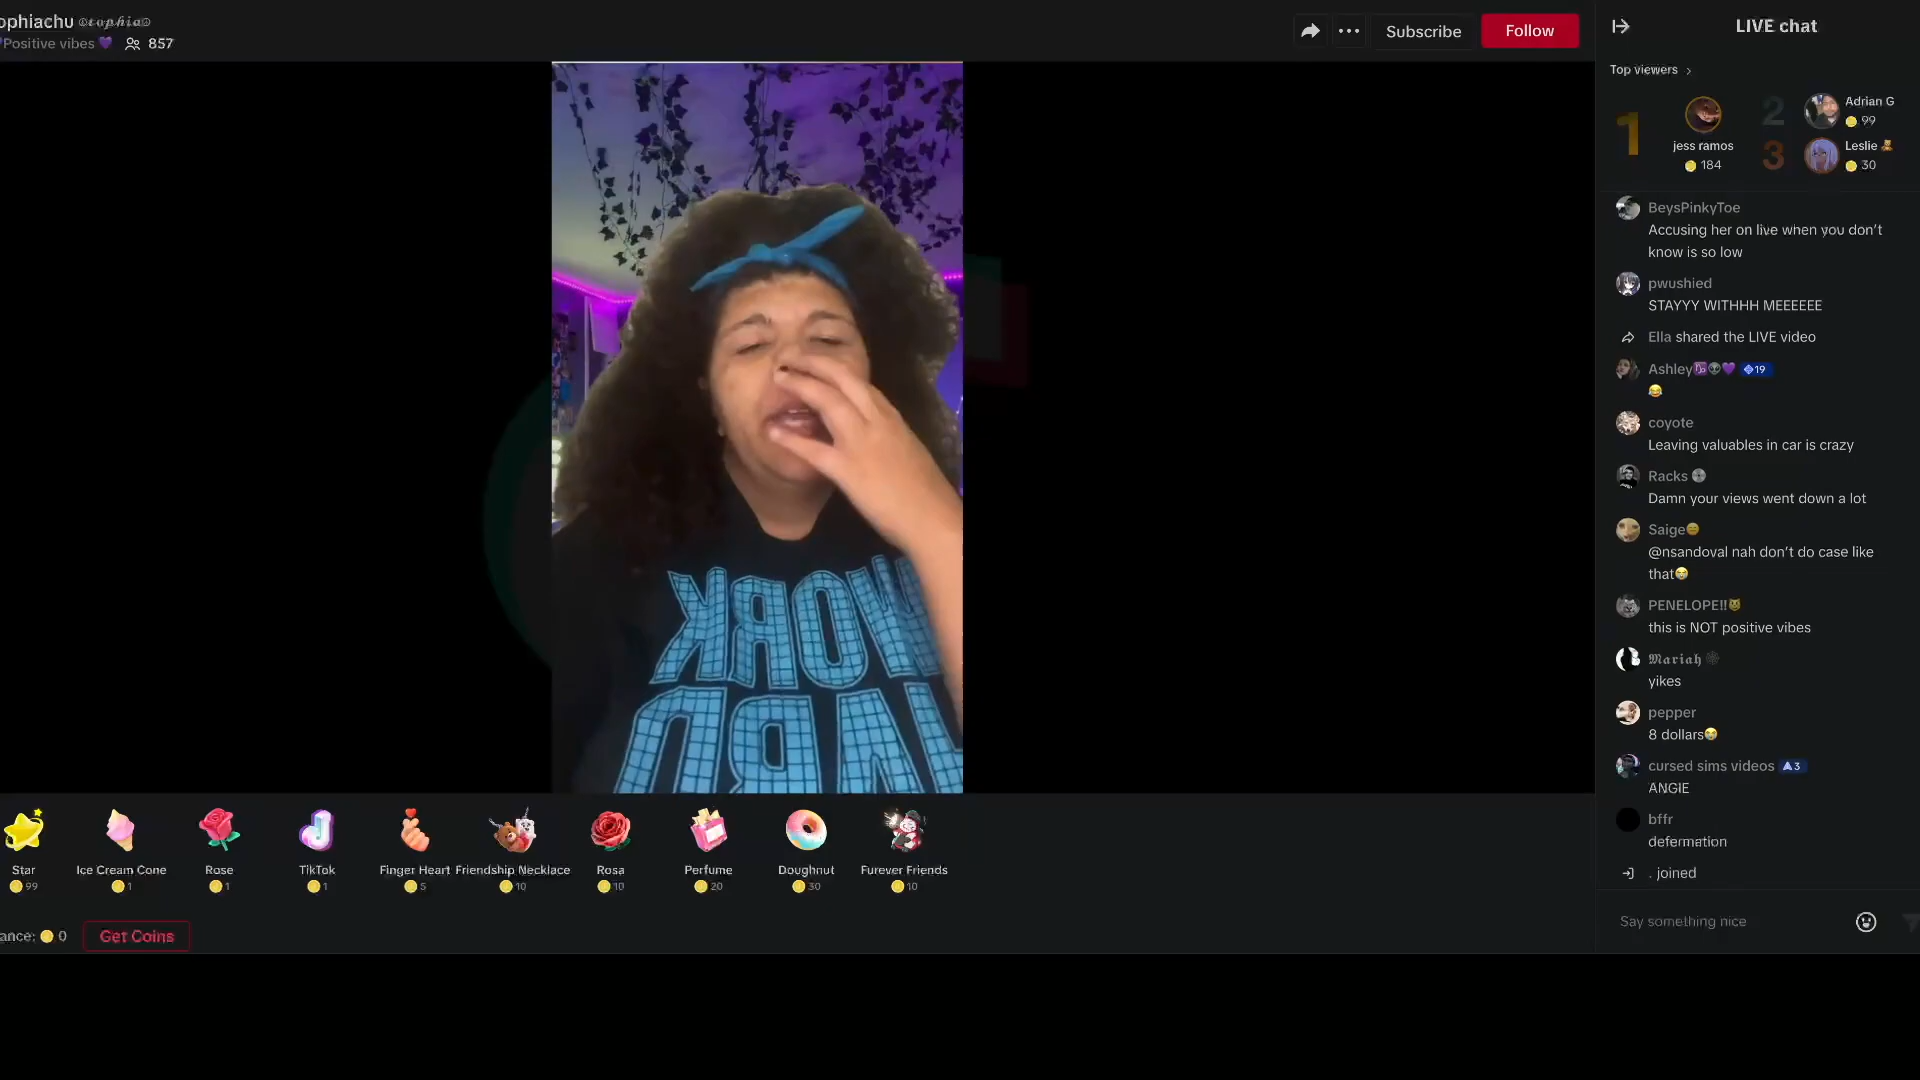 ophiachu @𝓽𝓸𝓹𝓱𝓲𝓪
Positive vibes 💜 857
Subscribe
Follow
LIVE chat
Top viewers
1
jess ramos
184
2
Adrian G
99
3
Leslie 🧸
30
BeysPinkyToe
Accusing her on live when you don't
know is so low
pwushied
STAYYY WITHHH MEEEEEE
Ella shared the LIVE video
Ashley♑👽💜 19
😂
coyote
Leaving valuables in car is crazy
Racks
Damn your views went down a lot
Saige😊
@nsandoval nah don't do case like
that😭
PENELOPE!!😼
this is NOT positive vibes
𝕸𝖆𝖗𝖎𝖆𝖍 🕸
yikes
pepper
8 dollars😭
cursed sims videos 3
ANGIE
bffr
defermation
. joined
Say something nice
WORK
HARD
Star
99
Ice Cream Cone
1
Rose
1
TikTok
1
Finger Heart
5
Friendship Necklace
10
Rosa
10
Perfume
20
Doughnut
30
Furever Friends
10
ance: 0
Get Coins